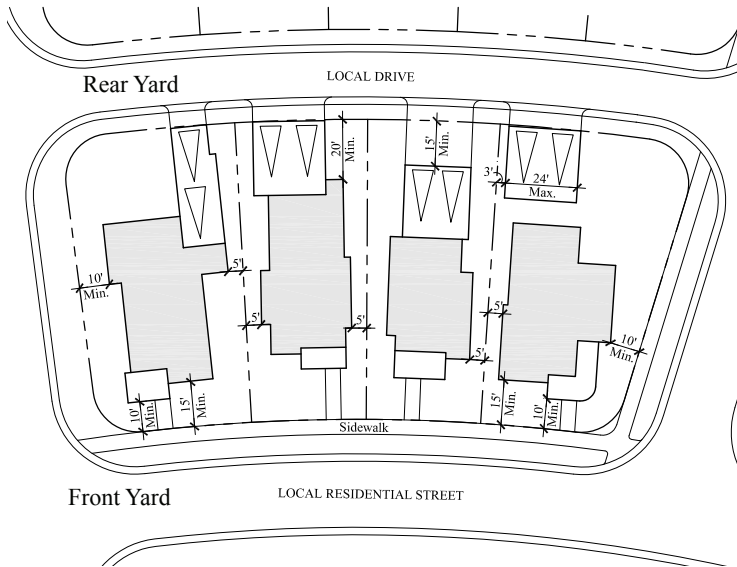 LOCAL DRIVE
Rear Yard
20'
Min.
15'
Min.
3'
24'
Max.
10'
Min.
5'
5'
5'
5'
5'
10'
Min.
10'
Min.
15'
Min.
15'
Min.
10'
Min.
Sidewalk
Front Yard
LOCAL RESIDENTIAL STREET